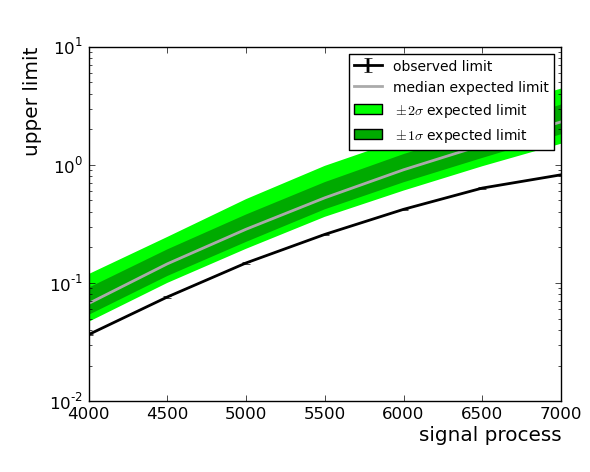 10^1
observed limit
median expected limit
±2σ expected limit
±1σ expected limit
upper limit
10^0
10^-1
10^-2
4000 4500 5000 5500 6000 6500 7000
signal process